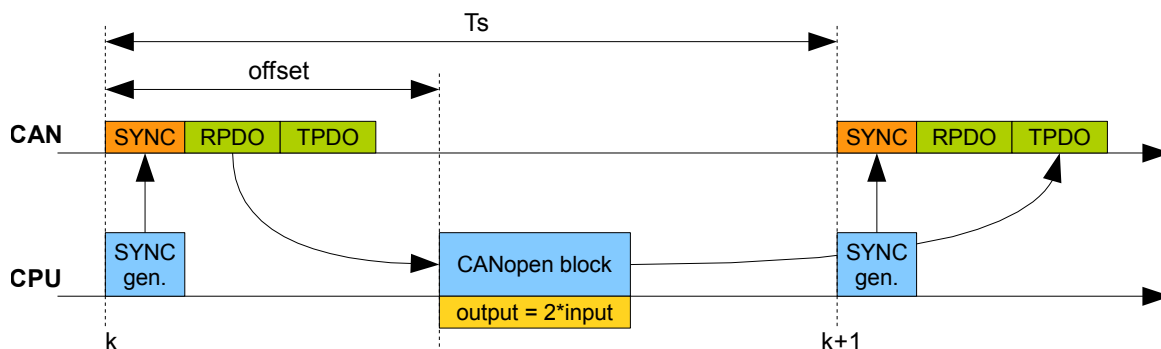 Ts
offset
CAN
SYNC RPDO TPDO
SYNC RPDO TPDO
SYNC
gen.
CANopen block
SYNC
gen.
CPU
output = 2*input
k
k+1